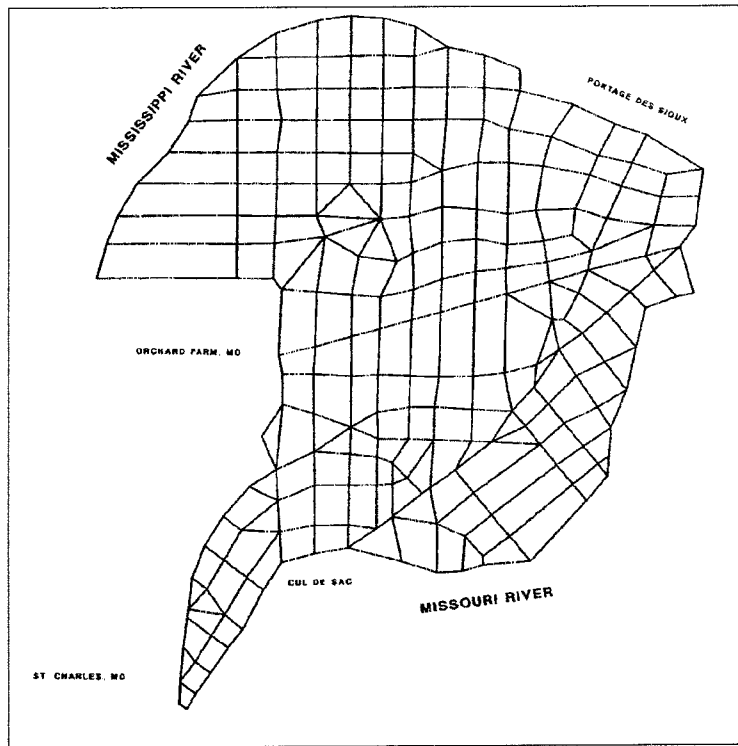 MISSISSIPPI RIVER
PORTAGE DES SIOUX
ORCHARD FARM, MO
CUL DE SAC
MISSOURI RIVER
ST CHARLES, MO